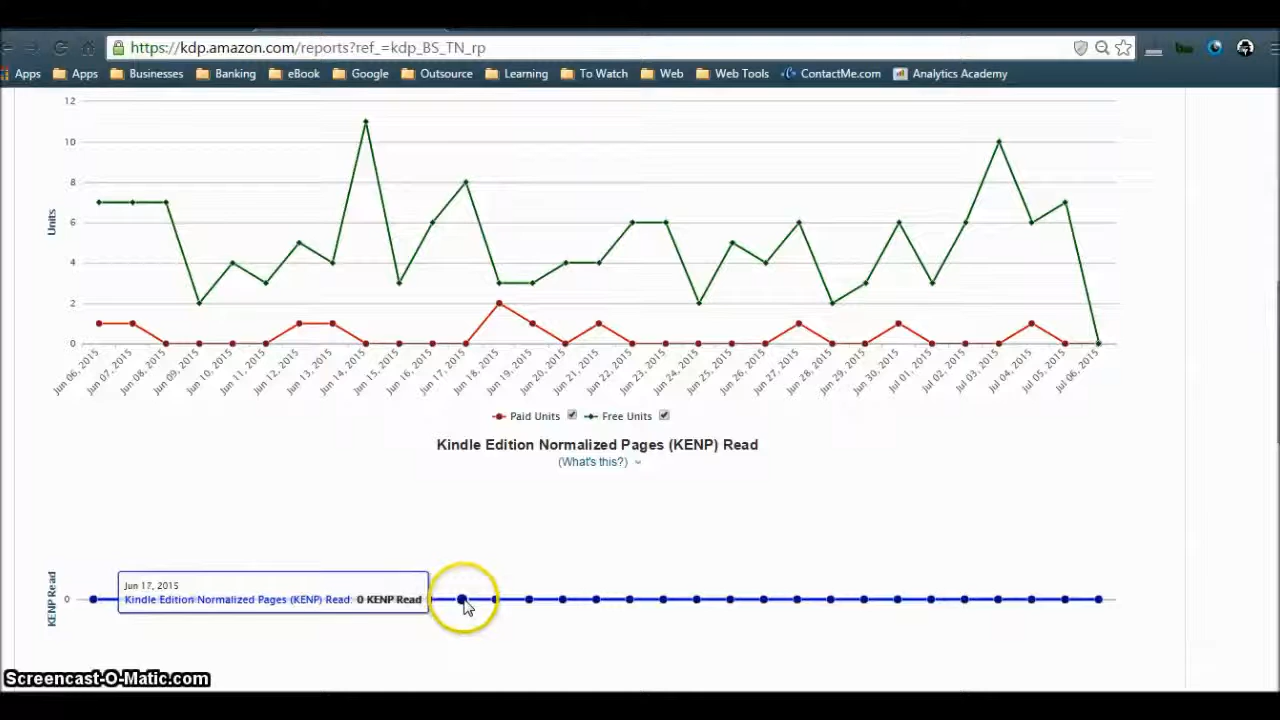 https://kdp.amazon.com/reports?ref_=kdp_BS_TN_rp
Apps Apps Businesses Banking eBook Google Outsource Learning To Watch Web Web Tools ContactMe.com Analytics Academy
12
10
8
6
4
2
0
Units
Jun 06, 2015 Jun 07, 2015 Jun 08, 2015 Jun 09, 2015 Jun 10, 2015 Jun 11, 2015 Jun 12, 2015 Jun 13, 2015 Jun 14, 2015 Jun 15, 2015 Jun 16, 2015 Jun 17, 2015 Jun 18, 2015 Jun 19, 2015 Jun 20, 2015 Jun 21, 2015 Jun 22, 2015 Jun 23, 2015 Jun 24, 2015 Jun 25, 2015 Jun 26, 2015 Jun 27, 2015 Jun 28, 2015 Jun 29, 2015 Jun 30, 2015 Jul 01, 2015 Jul 02, 2015 Jul 03, 2015 Jul 04, 2015 Jul 05, 2015 Jul 06, 2015
Paid Units Free Units
Kindle Edition Normalized Pages (KENP) Read
(What's this?)
KENP Read
0
Jun 17, 2015
Kindle Edition Normalized Pages (KENP) Read: 0 KENP Read
Screencast-O-Matic.com